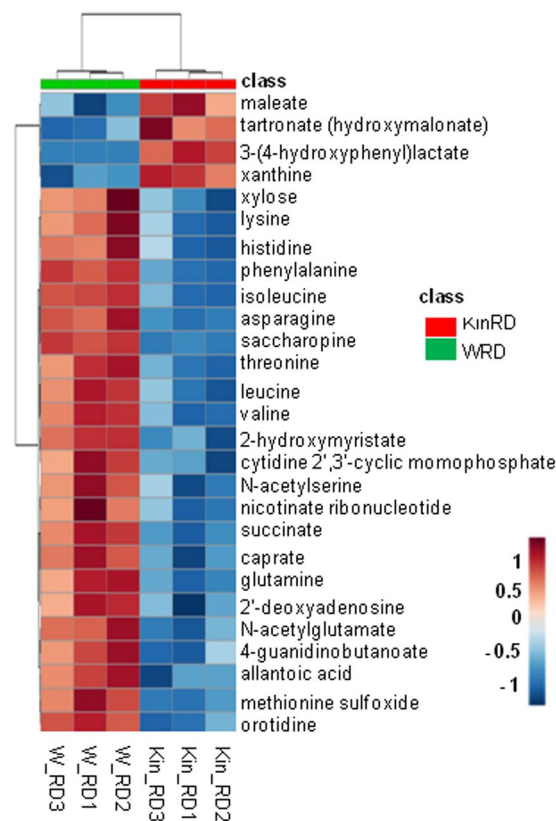 class
maleate
tartronate (hydroxymalonate)
3-(4-hydroxyphenyl)lactate
xanthine
xylose
lysine
histidine
phenylalanine
isoleucine
asparagine
saccharopine
threonine
leucine
valine
2-hydroxymyristate
cytidine 2',3'-cyclic momophosphate
N-acetylserine
nicotinate ribonucleotide
succinate
caprate
glutamine
2'-deoxyadenosine
N-acetylglutamate
4-guanidinobutanoate
allantoic acid
methionine sulfoxide
orotidine
class
KinRD
WRD
1
0.5
0
-0.5
-1
W_RD3
W_RD1
W_RD2
Kin_RD3
Kin_RD1
Kin_RD2